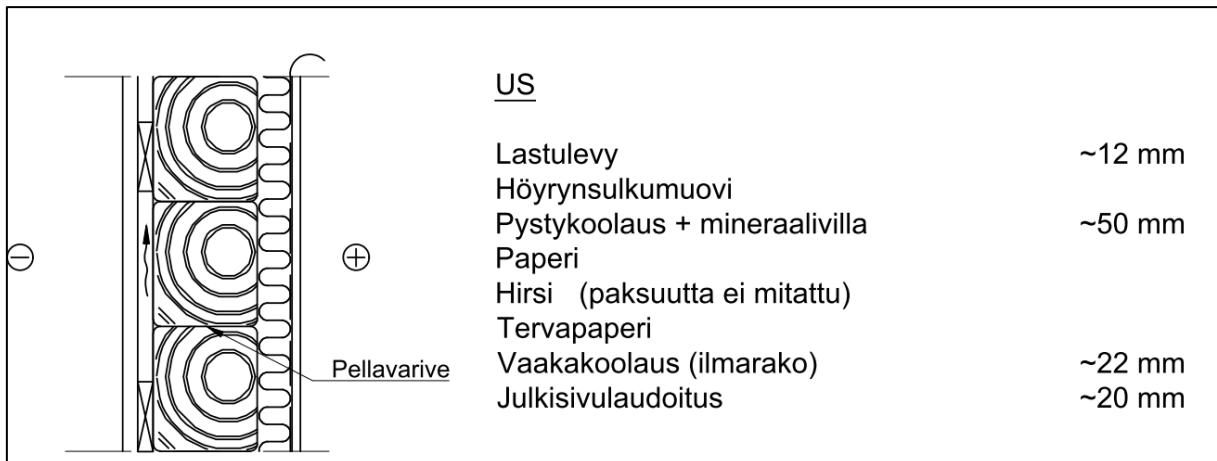 US
Lastulevy ~12 mm
Höyrynsulkumuovi
Pystykoolaus + mineraalivilla ~50 mm
Paperi
Hirsi (paksuutta ei mitattu)
Tervapaperi
Vaakakoolaus (ilmarako) ~22 mm
Julkisivulaudoitus ~20 mm
Pellavarive